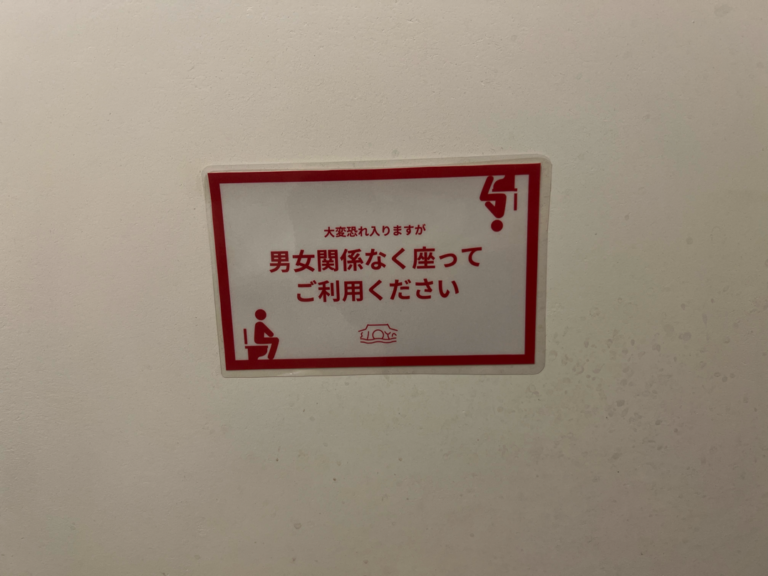 大変恐れ入りますが
男女関係なく座って
ご利用ください